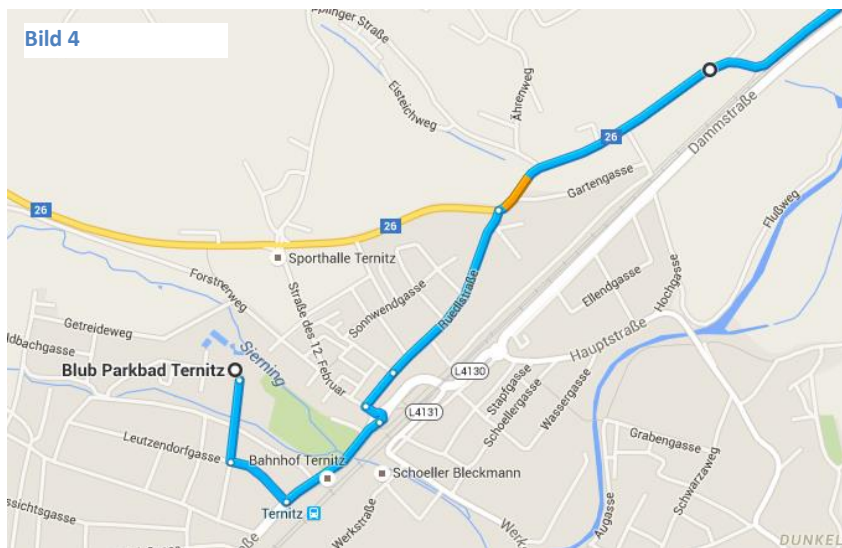 Bild 4
Eisteichweg
Ährenweg
26
Dammstraße
Gartengasse
26
26
Sporthalle Ternitz
Flußweg
Forstnerweg
Sonnwendgasse
Ruedlstraße
Ellendgasse
Hochgasse
Getreideweg
Straße des 12. Februar
Hauptstraße
Sierning
Blub Parkbad Ternitz
L4130
Stapfgasse
Schoellergasse
Wassergasse
L4131
Leutzendorfgasse
Grabengasse
Bahnhof Ternitz
Schoeller Bleckmann
Schwarzaweg
Ternitz
Werkstraße
Augasse
DUNKEL